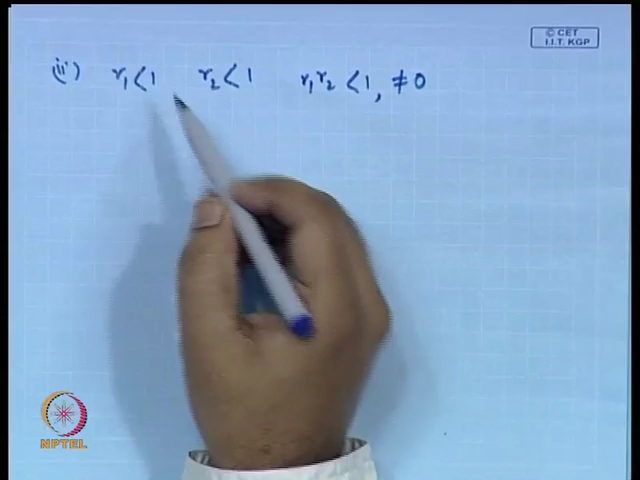 © CET
I.I.T. KGP
(ii) r₁<1 r₂<1 r₁r₂<1, ≠0
NPTEL